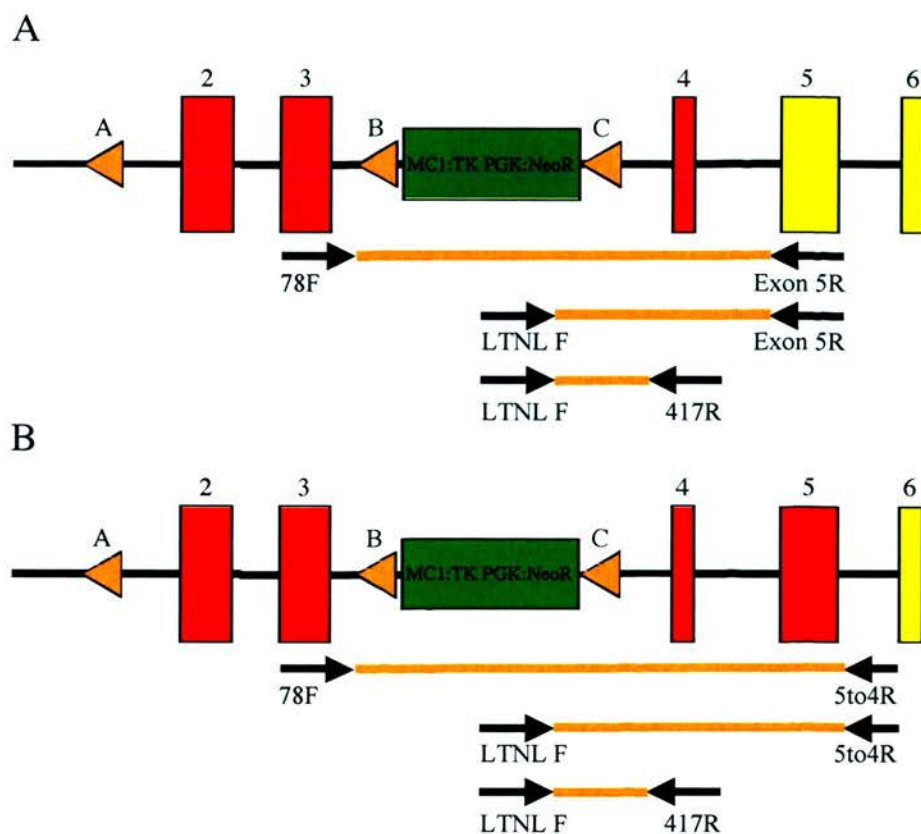 A
2 3 4 5 6
A B C
MC1:TK PGK:NeoR
78F Exon 5R
LTNL F Exon 5R
LTNL F 417R
B
2 3 4 5 6
A B C
MC1:TK PGK:NeoR
78F 5to4R
LTNL F 5to4R
LTNL F 417R